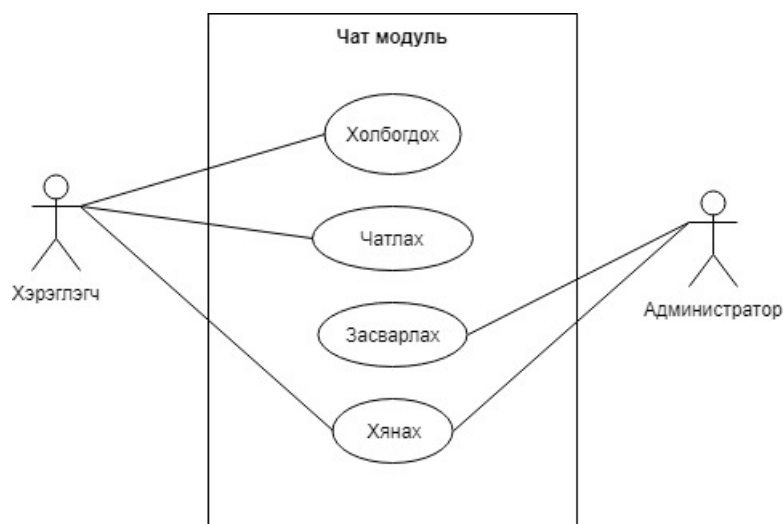 Чат модуль
Холбогдох
Чатлах
Хэрэглэгч
Администратор
Засварлах
Хянах